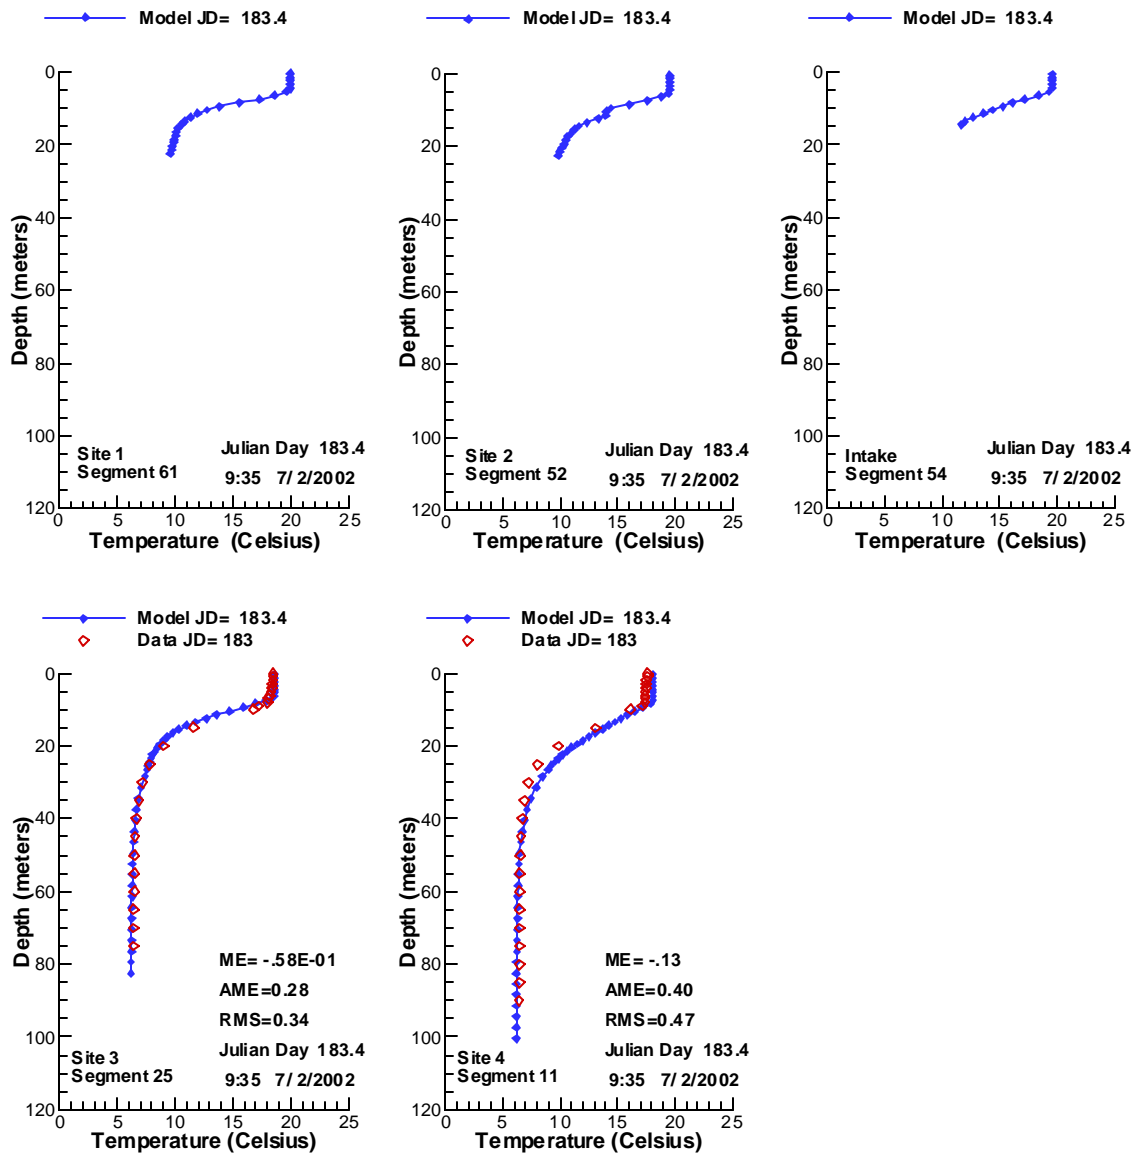 Model JD= 183.4
0
20
40
60
80
100
120
Depth (meters)
Site 1
Segment 61
Julian Day 183.4
9:35 7/ 2/2002
0 5 10 15 20 25
Temperature (Celsius)
Model JD= 183.4
0
20
40
60
80
100
120
Depth (meters)
Site 2
Segment 52
Julian Day 183.4
9:35 7/ 2/2002
0 5 10 15 20 25
Temperature (Celsius)
Model JD= 183.4
0
20
40
60
80
100
120
Depth (meters)
Intake
Segment 54
Julian Day 183.4
9:35 7/ 2/2002
0 5 10 15 20 25
Temperature (Celsius)
Model JD= 183.4
Data JD= 183
0
20
40
60
80
100
120
Depth (meters)
ME= -.58E-01
AME=0.28
RMS=0.34
Site 3
Segment 25
Julian Day 183.4
9:35 7/ 2/2002
0 5 10 15 20 25
Temperature (Celsius)
Model JD= 183.4
Data JD= 183
0
20
40
60
80
100
120
Depth (meters)
ME= -.13
AME=0.40
RMS=0.47
Site 4
Segment 11
Julian Day 183.4
9:35 7/ 2/2002
0 5 10 15 20 25
Temperature (Celsius)